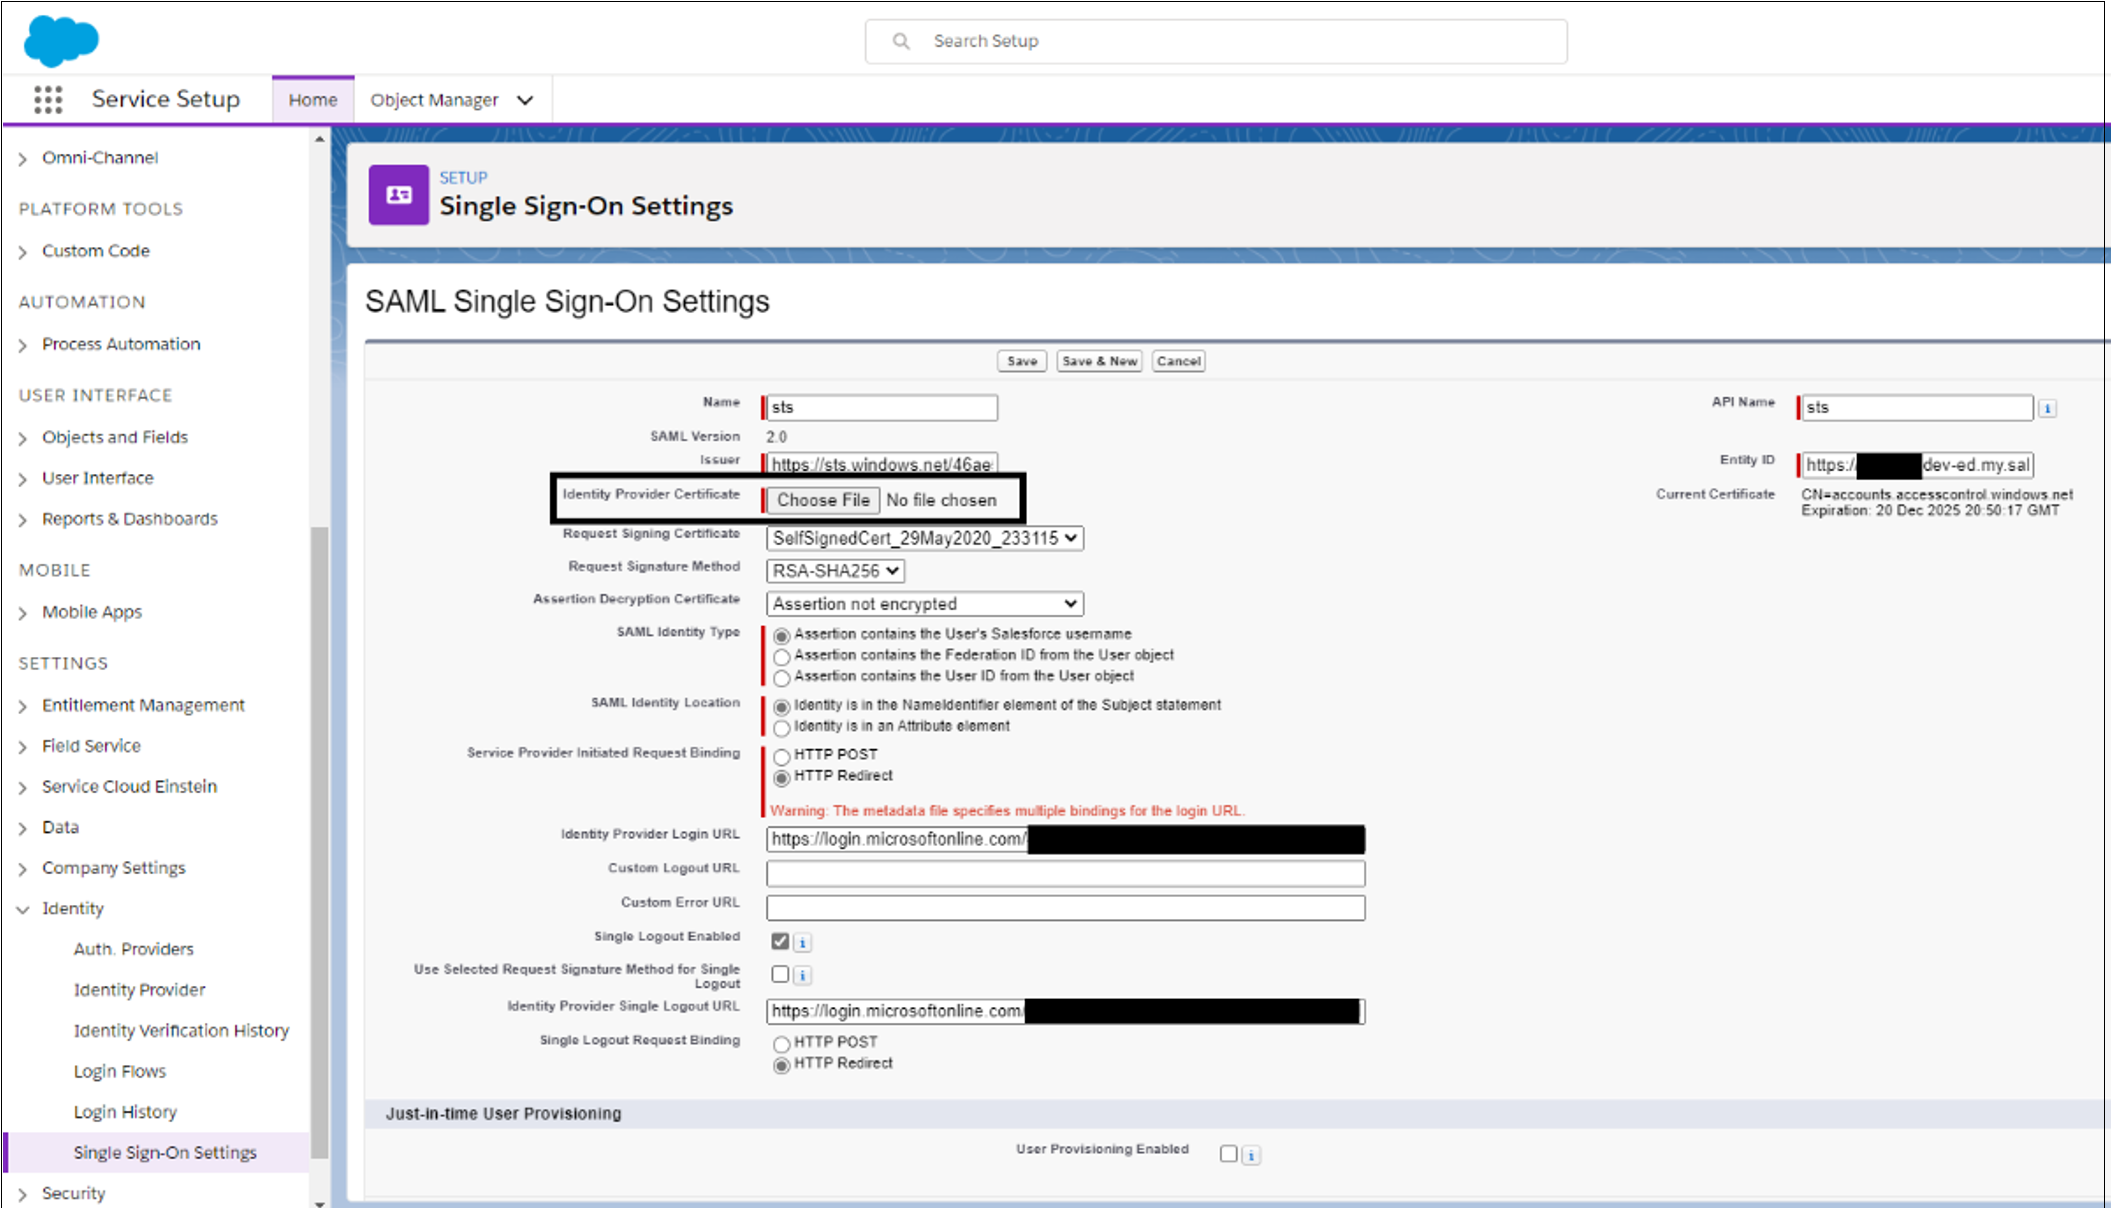 Search Setup
Service Setup
Home
Object Manager
Omni-Channel
PLATFORM TOOLS
Custom Code
AUTOMATION
Process Automation
USER INTERFACE
Objects and Fields
User Interface
Reports & Dashboards
MOBILE
Mobile Apps
SETTINGS
Entitlement Management
Field Service
Service Cloud Einstein
Data
Company Settings
Identity
Auth. Providers
Identity Provider
Identity Verification History
Login Flows
Login History
Single Sign-On Settings
Security
SETUP
Single Sign-On Settings
SAML Single Sign-On Settings
Save Save & New Cancel
Name sts
API Name sts
SAML Version 2.0
Issuer https://sts.windows.net/46ae
Entity ID https:/ dev-ed.my.sal
Identity Provider Certificate Choose File No file chosen
Current Certificate CN=accounts.accesscontrol.windows.net
Expiration: 20 Dec 2025 20:50:17 GMT
Request Signing Certificate SelfSignedCert_29May2020_233115
Request Signature Method RSA-SHA256
Assertion Decryption Certificate Assertion not encrypted
SAML Identity Type Assertion contains the User's Salesforce username
Assertion contains the Federation ID from the User object
Assertion contains the User ID from the User object
SAML Identity Location Identity is in the NameIdentifier element of the Subject statement
Identity is in an Attribute element
Service Provider Initiated Request Binding HTTP POST
HTTP Redirect
Warning: The metadata file specifies multiple bindings for the login URL.
Identity Provider Login URL https://login.microsoftonline.com/
Custom Logout URL
Custom Error URL
Single Logout Enabled
Use Selected Request Signature Method for Single
Logout
Identity Provider Single Logout URL https://login.microsoftonline.com/
Single Logout Request Binding HTTP POST
HTTP Redirect
Just-in-time User Provisioning
User Provisioning Enabled